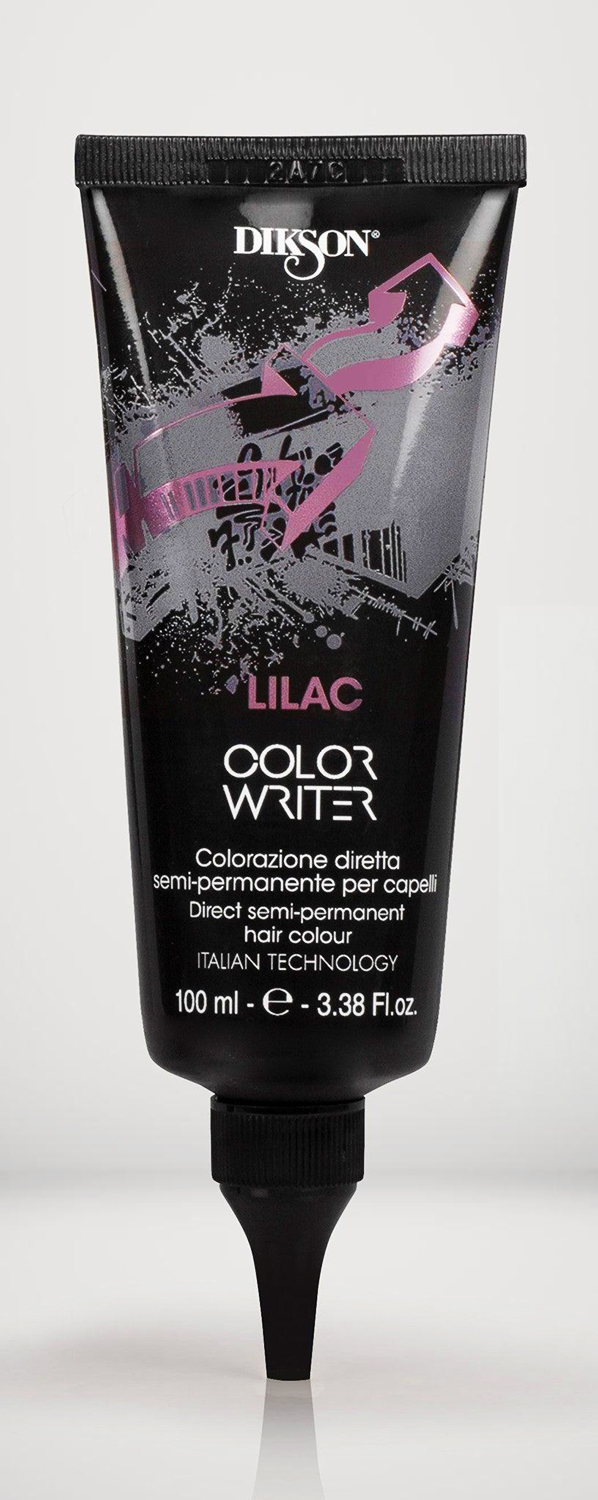 2A7C
DIKSON®
LILAC
COLOR
WRITER
Colorazione diretta
semi-permanente per capelli
Direct semi-permanent
hair colour
ITALIAN TECHNOLOGY
100 ml - ℮ - 3.38 Fl.oz.